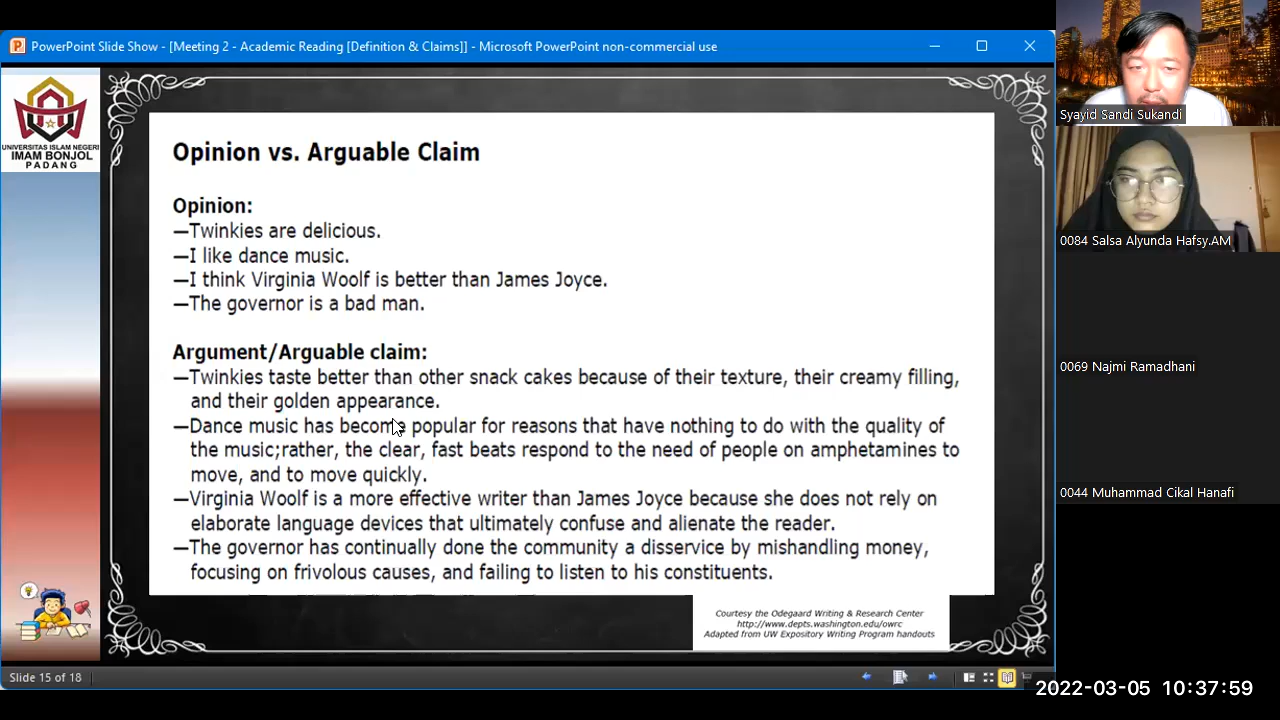 PowerPoint Slide Show - [Meeting 2 - Academic Reading [Definition & Claims]] - Microsoft PowerPoint non-commercial use
UNIVERSITAS ISLAM NEGERI
IMAM BONJOL
PADANG
Opinion vs. Arguable Claim
Opinion:
—Twinkies are delicious.
—I like dance music.
—I think Virginia Woolf is better than James Joyce.
—The governor is a bad man.
Argument/Arguable claim:
—Twinkies taste better than other snack cakes because of their texture, their creamy filling,
and their golden appearance.
—Dance music has become popular for reasons that have nothing to do with the quality of
the music;rather, the clear, fast beats respond to the need of people on amphetamines to
move, and to move quickly.
—Virginia Woolf is a more effective writer than James Joyce because she does not rely on
elaborate language devices that ultimately confuse and alienate the reader.
—The governor has continually done the community a disservice by mishandling money,
focusing on frivolous causes, and failing to listen to his constituents.
Courtesy the Odegaard Writing & Research Center
http://www.depts.washington.edu/owrc
Adapted from UW Expository Writing Program handouts
Slide 15 of 18
Syayid Sandi Sukandi
0084 Salsa Alyunda Hafsy.AM
0069 Najmi Ramadhani
0044 Muhammad Cikal Hanafi
2022-03-05 10:37:59